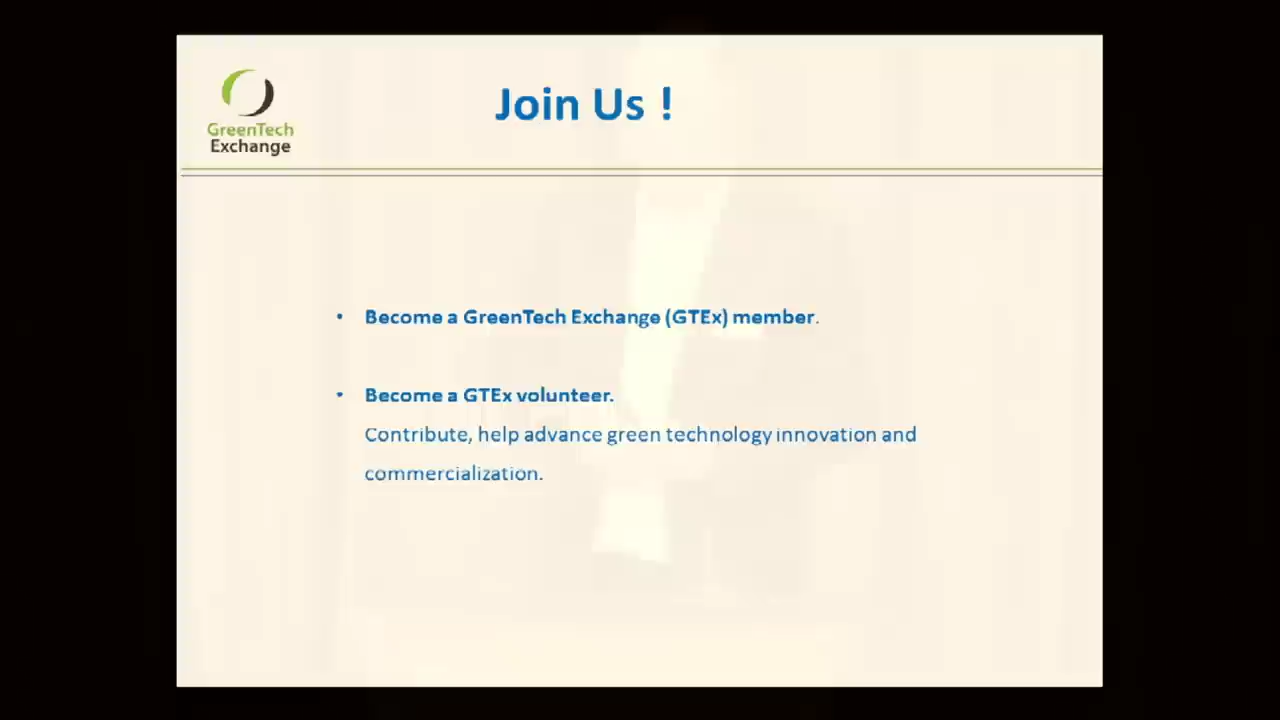 GreenTech
Exchange
Join Us !
• Become a GreenTech Exchange (GTEx) member.
• Become a GTEx volunteer.
Contribute, help advance green technology innovation and
commercialization.